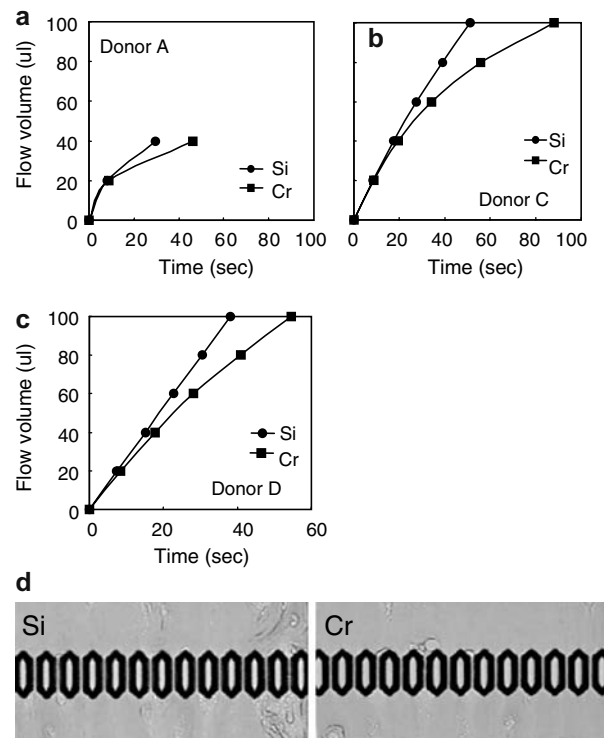 a
Donor A
Flow volume (ul)
100
80
60
40
20
0
Si
Cr
0 20 40 60 80 100
Time (sec)
b
Si
Cr
Donor C
0 20 40 60 80 100
Time (sec)
c
Flow volume (ul)
100
80
60
40
20
0
Si
Cr
Donor D
0 20 40 60
Time (sec)
d
Si
Cr